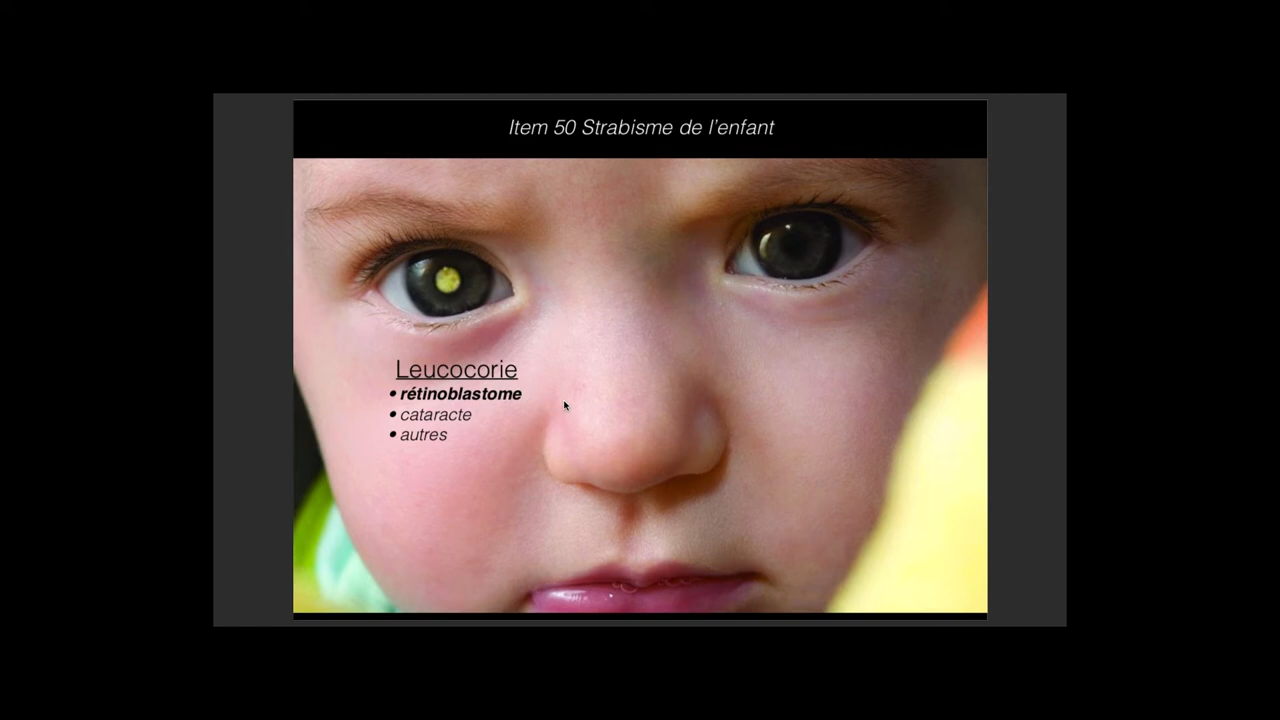 Item 50 Strabisme de l'enfant
Leucocorie
• rétinoblastome
• cataracte
• autres